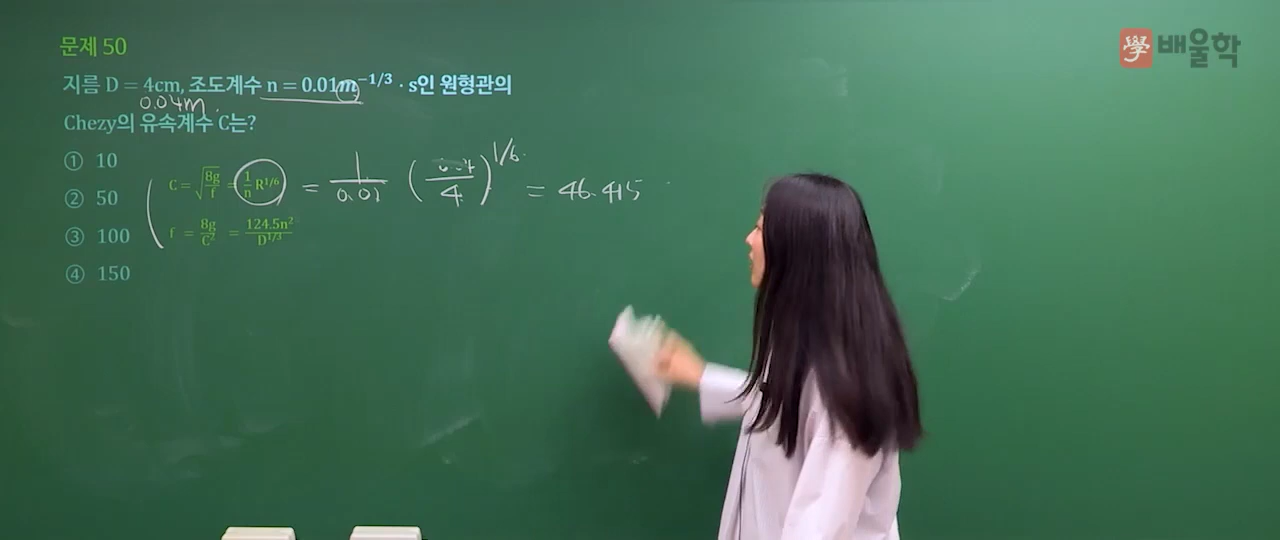 문제 50
學 배울학
지름 D = 4cm, 조도계수 n = 0.01m⁻¹/³ · s인 원형관의
0.04m
Chezy의 유속계수 C는?
① 10
② 50
③ 100
④ 150
C = √(8g/f) = 1/n R^1/6 = 1/0.01 (0.04/4)^1/6 = 46.415
f = 8g/C² = 124.5n²/D^1/3